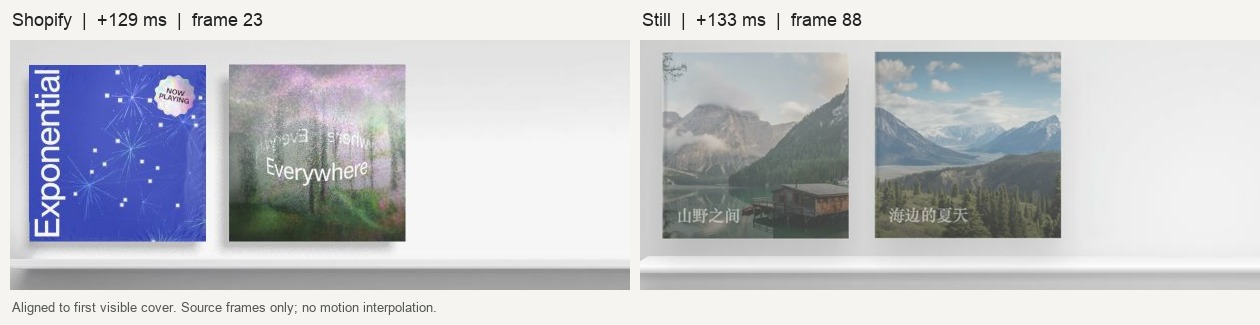 Shopify | +129 ms | frame 23
Still | +133 ms | frame 88
Exponential
NOW
PLAYING
Everywhere
山野之间
海边的夏天
Aligned to first visible cover. Source frames only; no motion interpolation.